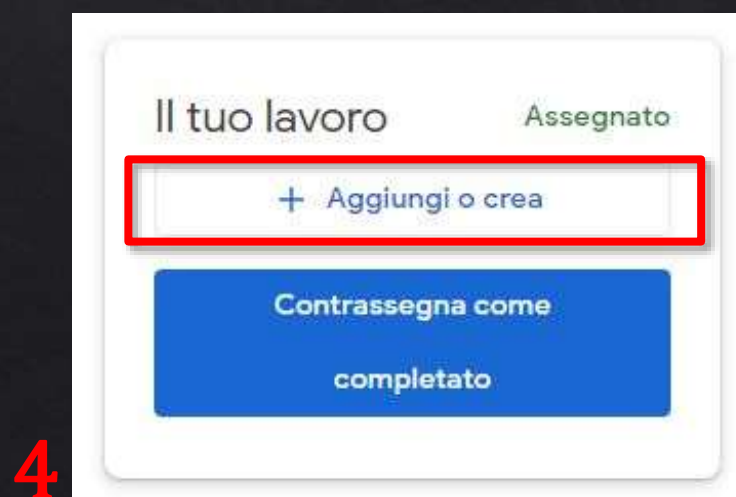 Il tuo lavoro Assegnato
+ Aggiungi o crea
Contrassegna come
completato
4